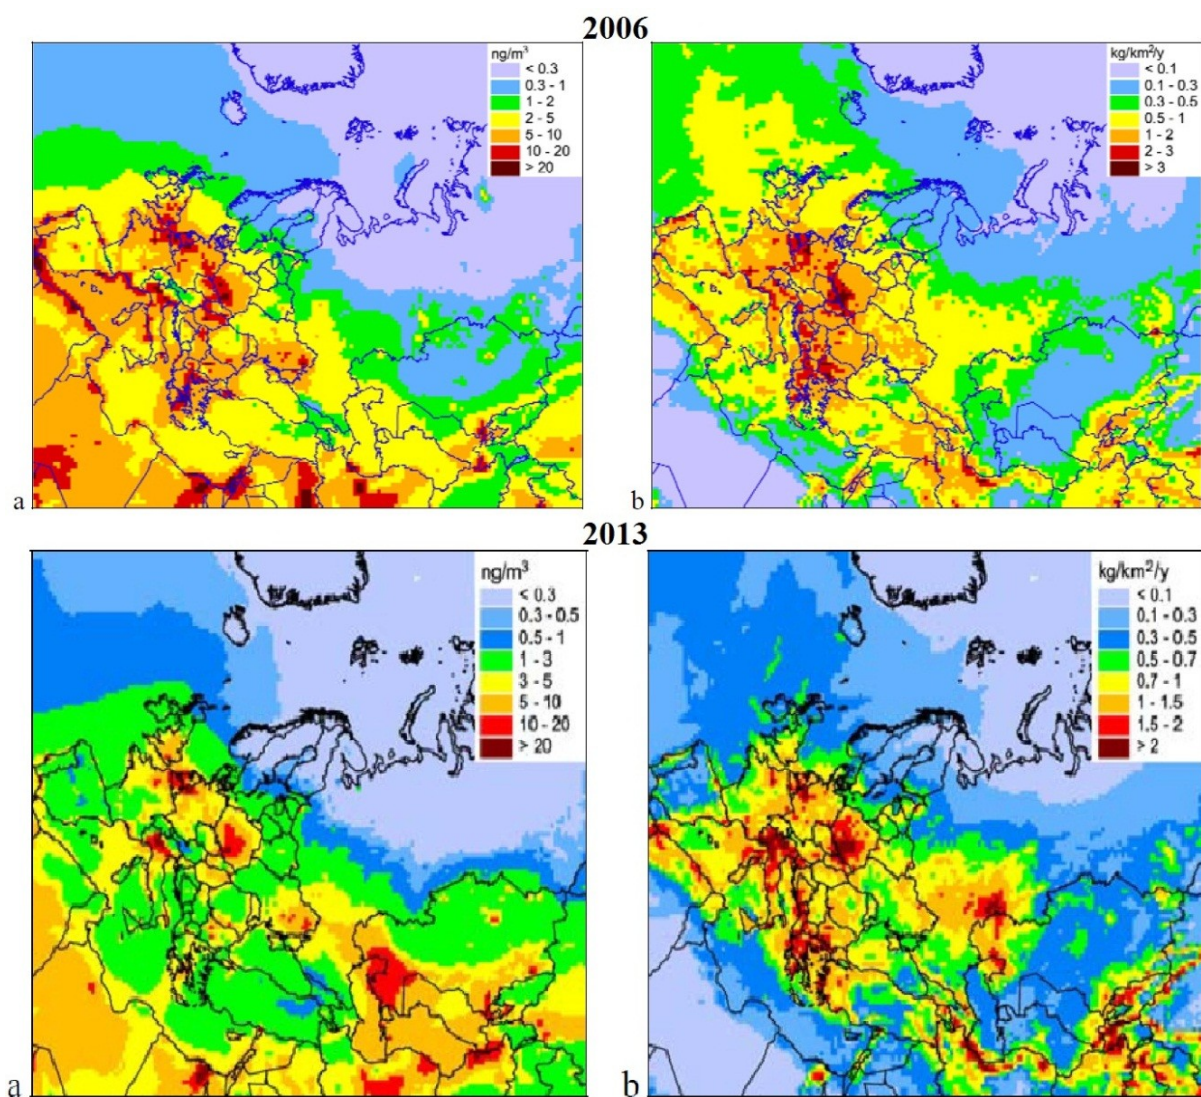 2006
ng/m³
< 0.3
0.3 - 1
1 - 2
2 - 5
5 - 10
10 - 20
> 20
a
kg/km²/y
< 0.1
0.1 - 0.3
0.3 - 0.5
0.5 - 1
1 - 2
2 - 3
> 3
b
2013
ng/m³
< 0.3
0.3 - 0.5
0.5 - 1
1 - 3
3 - 5
5 - 10
10 - 20
> 20
a
kg/km²/y
< 0.1
0.1 - 0.3
0.3 - 0.5
0.5 - 0.7
0.7 - 1
1 - 1.5
1.5 - 2
> 2
b